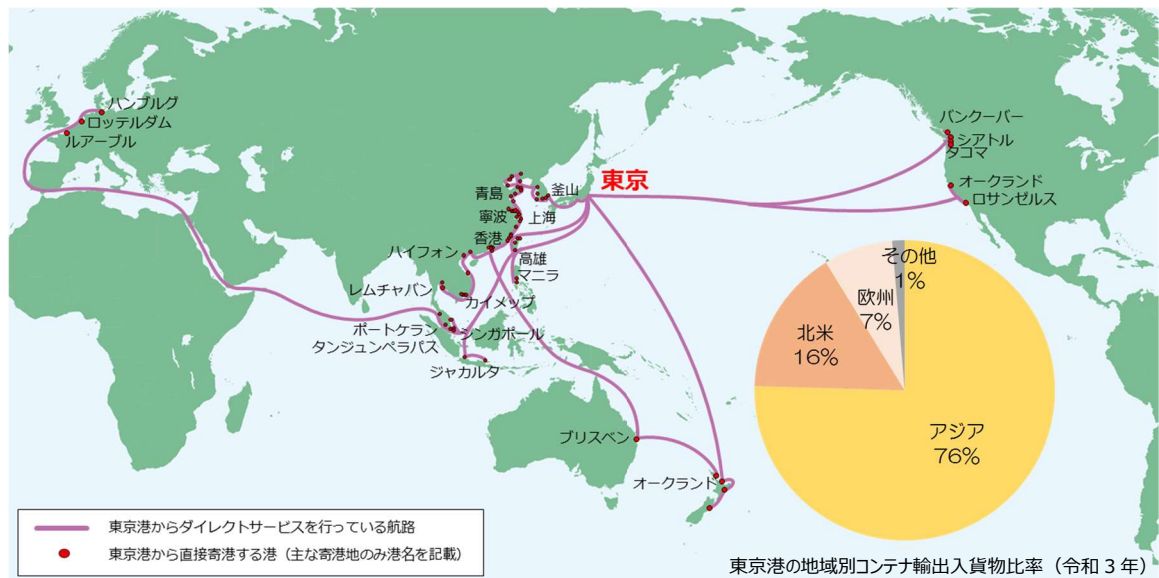 ハンブルグ
ロッテルダム
ルアーブル
青島
釜山
東京
寧波
上海
香港
ハイフォン
高雄
マニラ
レムチャバン
カイメップ
ポートケラン
シンガポール
タンジュンペラパス
ジャカルタ
ブリスベン
オークランド
バンクーバー
シアトル
タコマ
オークランド
ロサンゼルス
その他
1%
欧州
7%
北米
16%
アジア
76%
東京港からダイレクトサービスを行っている航路
東京港から直接寄港する港（主な寄港地のみ港名を記載）
東京港の地域別コンテナ輸出入貨物比率（令和３年）